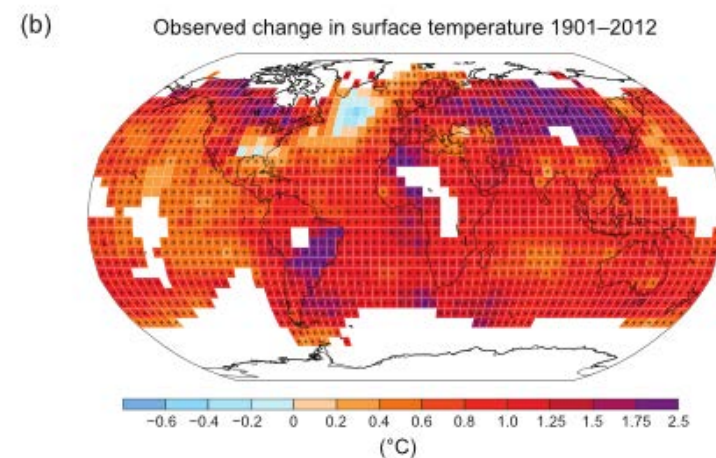 (b)
Observed change in surface temperature 1901–2012
−0.6 −0.4 −0.2 0 0.2 0.4 0.6 0.8 1.0 1.25 1.5 1.75 2.5
(°C)